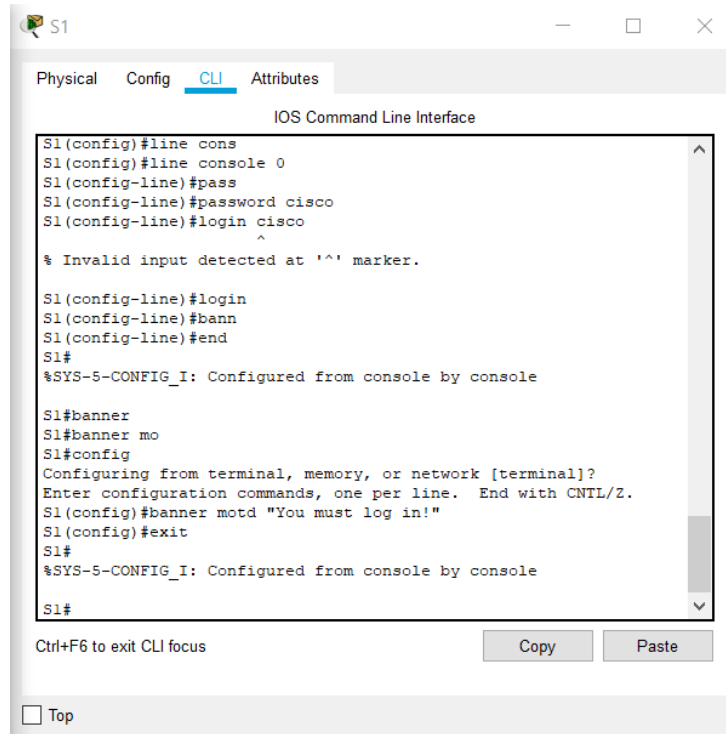 S1
Physical Config CLI Attributes
IOS Command Line Interface
S1(config)#line cons
S1(config)#line console 0
S1(config-line)#pass
S1(config-line)#password cisco
S1(config-line)#login cisco
^
% Invalid input detected at '^' marker.
S1(config-line)#login
S1(config-line)#bann
S1(config-line)#end
S1#
%SYS-5-CONFIG_I: Configured from console by console
S1#banner
S1#banner mo
S1#config
Configuring from terminal, memory, or network [terminal]?
Enter configuration commands, one per line.  End with CNTL/Z.
S1(config)#banner motd "You must log in!"
S1(config)#exit
S1#
%SYS-5-CONFIG_I: Configured from console by console
S1#
Ctrl+F6 to exit CLI focus
Copy Paste
Top